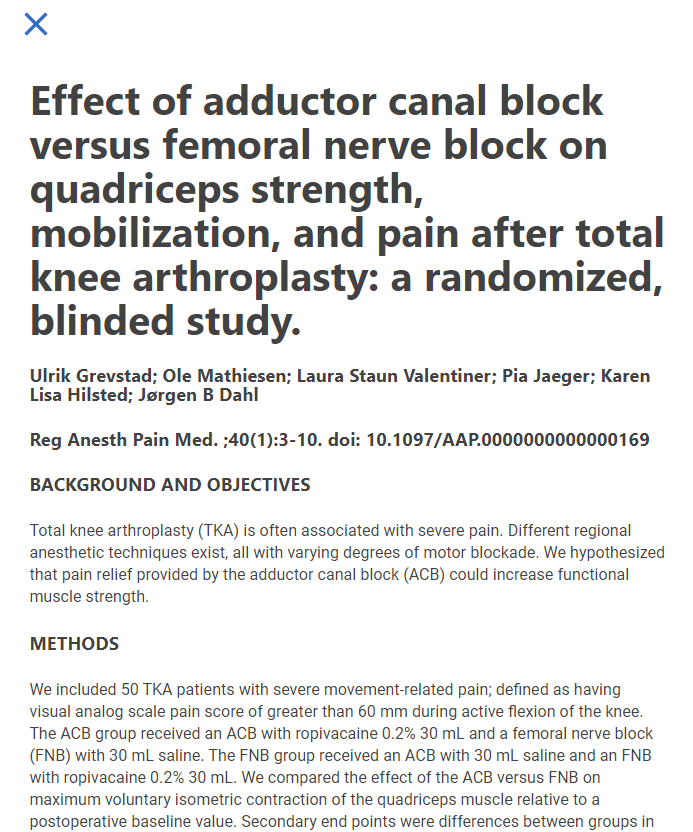 Effect of adductor canal block
versus femoral nerve block on
quadriceps strength,
mobilization, and pain after total
knee arthroplasty: a randomized,
blinded study.
Ulrik Grevstad; Ole Mathiesen; Laura Staun Valentiner; Pia Jaeger; Karen
Lisa Hilsted; Jørgen B Dahl
Reg Anesth Pain Med. ;40(1):3-10. doi: 10.1097/AAP.0000000000000169
BACKGROUND AND OBJECTIVES
Total knee arthroplasty (TKA) is often associated with severe pain. Different regional
anesthetic techniques exist, all with varying degrees of motor blockade. We hypothesized
that pain relief provided by the adductor canal block (ACB) could increase functional
muscle strength.
METHODS
We included 50 TKA patients with severe movement-related pain; defined as having
visual analog scale pain score of greater than 60 mm during active flexion of the knee.
The ACB group received an ACB with ropivacaine 0.2% 30 mL and a femoral nerve block
(FNB) with 30 mL saline. The FNB group received an ACB with 30 mL saline and an FNB
with ropivacaine 0.2% 30 mL. We compared the effect of the ACB versus FNB on
maximum voluntary isometric contraction of the quadriceps muscle relative to a
postoperative baseline value. Secondary end points were differences between groups in